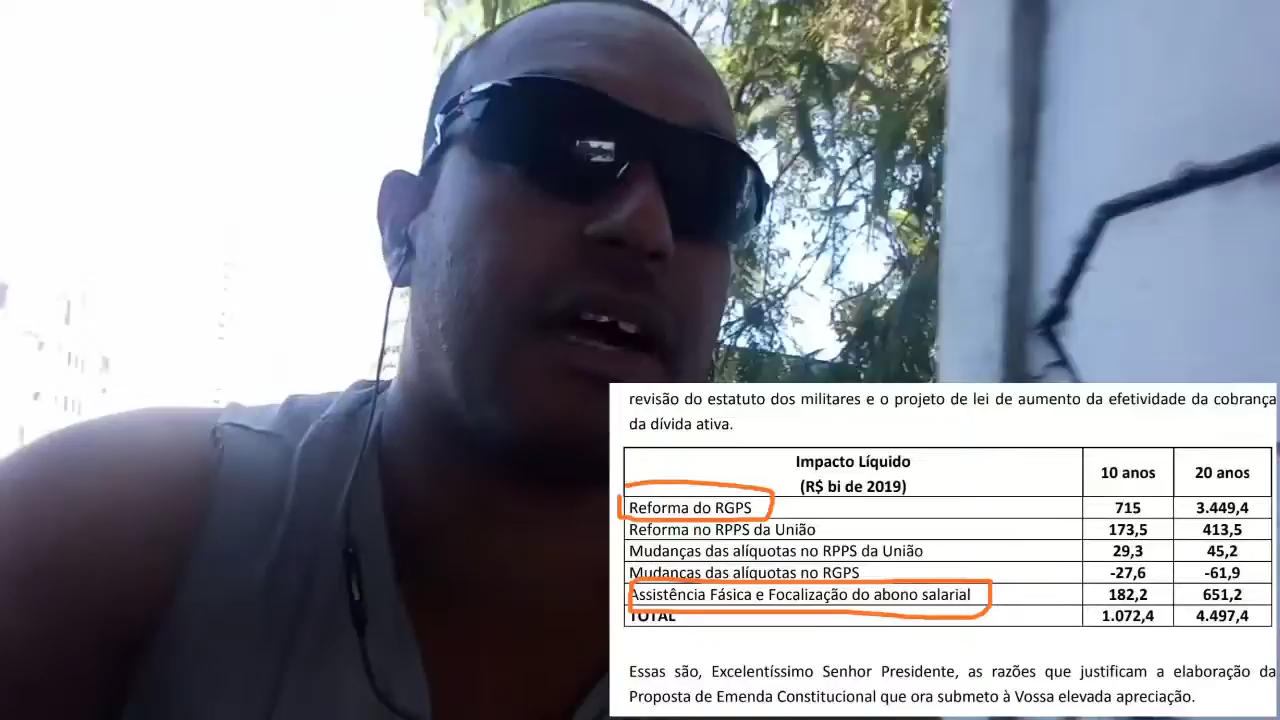 revisão do estatuto dos militares e o projeto de lei de aumento da efetividade da cobrança
da dívida ativa.
Impacto Líquido
(R$ bi de 2019) 10 anos 20 anos
Reforma do RGPS 715 3.449,4
Reforma no RPPS da União 173,5 413,5
Mudanças das alíquotas no RPPS da União 29,3 45,2
Mudanças das alíquotas no RGPS -27,6 -61,9
Assistência Fásica e Focalização do abono salarial 182,2 651,2
TOTAL 1.072,4 4.497,4
Essas são, Excelentíssimo Senhor Presidente, as razões que justificam a elaboração da
Proposta de Emenda Constitucional que ora submeto à Vossa elevada apreciação.